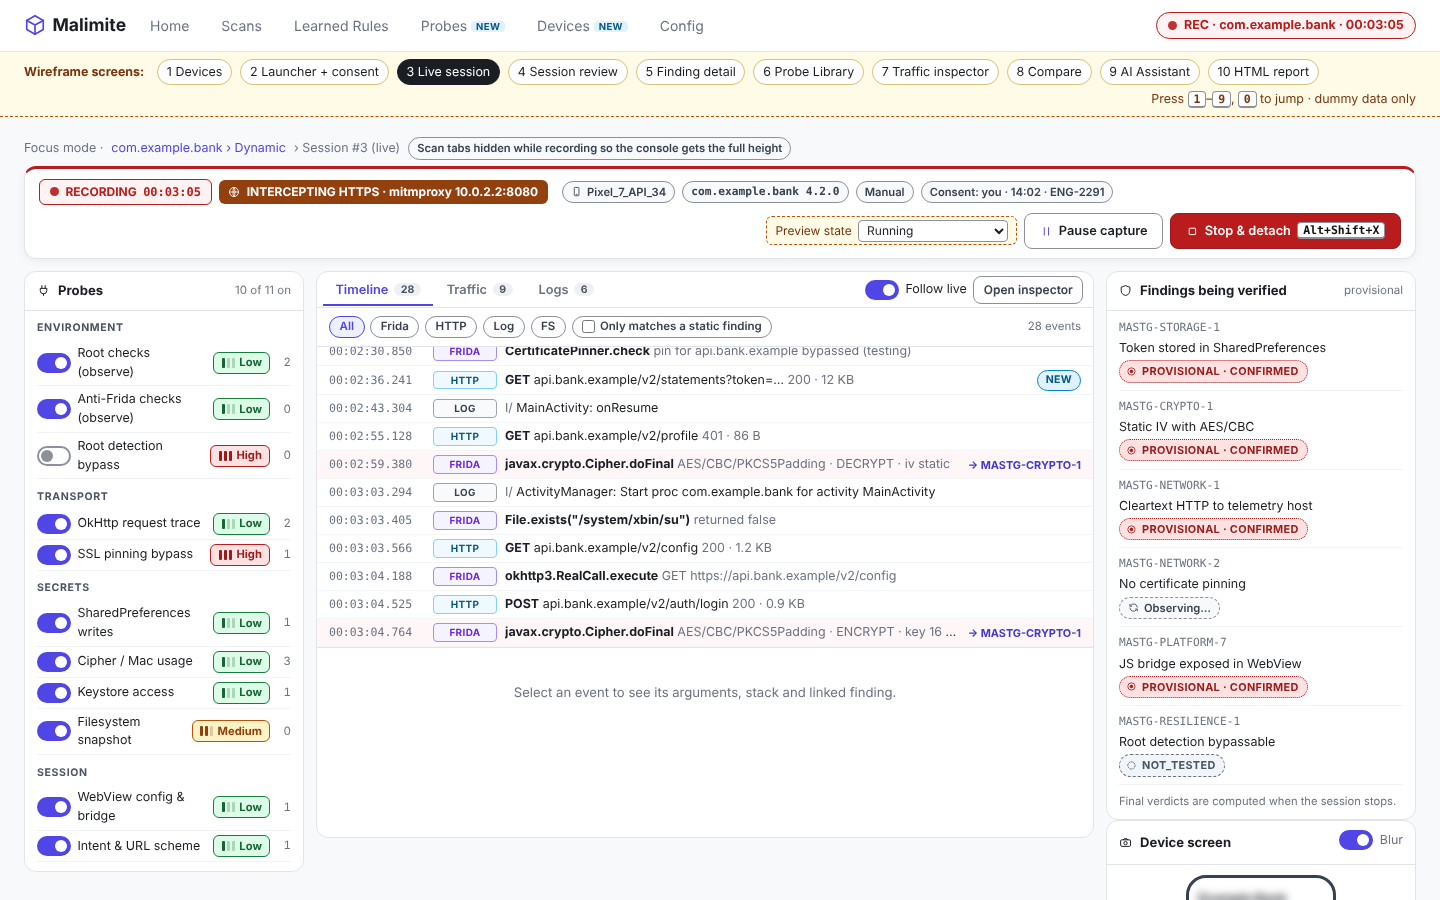 Malimite
Home
Scans
Learned Rules
Probes NEW
Devices NEW
Config
REC · com.example.bank · 00:03:05
Wireframe screens:
1 Devices
2 Launcher + consent
3 Live session
4 Session review
5 Finding detail
6 Probe Library
7 Traffic inspector
8 Compare
9 AI Assistant
10 HTML report
Press 1–9, 0 to jump · dummy data only
Focus mode · com.example.bank › Dynamic › Session #3 (live)
Scan tabs hidden while recording so the console gets the full height
RECORDING 00:03:05
INTERCEPTING HTTPS · mitmproxy 10.0.2.2:8080
Pixel_7_API_34
com.example.bank 4.2.0
Manual
Consent: you · 14:02 · ENG-2291
Preview state Running
Pause capture
Stop & detach Alt+Shift+X
Probes
10 of 11 on
ENVIRONMENT
Root checks
(observe)
Low
2
Anti-Frida checks
(observe)
Low
0
Root detection
bypass
High
0
TRANSPORT
OkHttp request trace
Low
2
SSL pinning bypass
High
1
SECRETS
SharedPreferences
writes
Low
1
Cipher / Mac usage
Low
3
Keystore access
Low
1
Filesystem
snapshot
Medium
0
SESSION
WebView config &
bridge
Low
1
Intent & URL scheme
Low
1
Timeline 28
Traffic 9
Logs 6
Follow live
Open inspector
All
Frida
HTTP
Log
FS
Only matches a static finding
28 events
00:02:30.850 FRIDA CertificatePinner.check pin for api.bank.example bypassed (testing)
00:02:36.241 HTTP GET api.bank.example/v2/statements?token=… 200 · 12 KB NEW
00:02:43.304 LOG I/ MainActivity: onResume
00:02:55.128 HTTP GET api.bank.example/v2/profile 401 · 86 B
00:02:59.380 FRIDA javax.crypto.Cipher.doFinal AES/CBC/PKCS5Padding · DECRYPT · iv static → MASTG-CRYPTO-1
00:03:03.294 LOG I/ ActivityManager: Start proc com.example.bank for activity MainActivity
00:03:03.405 FRIDA File.exists("/system/xbin/su") returned false
00:03:03.566 HTTP GET api.bank.example/v2/config 200 · 1.2 KB
00:03:04.188 FRIDA okhttp3.RealCall.execute GET https://api.bank.example/v2/config
00:03:04.525 HTTP POST api.bank.example/v2/auth/login 200 · 0.9 KB
00:03:04.764 FRIDA javax.crypto.Cipher.doFinal AES/CBC/PKCS5Padding · ENCRYPT · key 16 … → MASTG-CRYPTO-1
Select an event to see its arguments, stack and linked finding.
Findings being verified
provisional
MASTG-STORAGE-1
Token stored in SharedPreferences
PROVISIONAL · CONFIRMED
MASTG-CRYPTO-1
Static IV with AES/CBC
PROVISIONAL · CONFIRMED
MASTG-NETWORK-1
Cleartext HTTP to telemetry host
PROVISIONAL · CONFIRMED
MASTG-NETWORK-2
No certificate pinning
Observing…
MASTG-PLATFORM-7
JS bridge exposed in WebView
PROVISIONAL · CONFIRMED
MASTG-RESILIENCE-1
Root detection bypassable
NOT_TESTED
Final verdicts are computed when the session stops.
Device screen
Blur